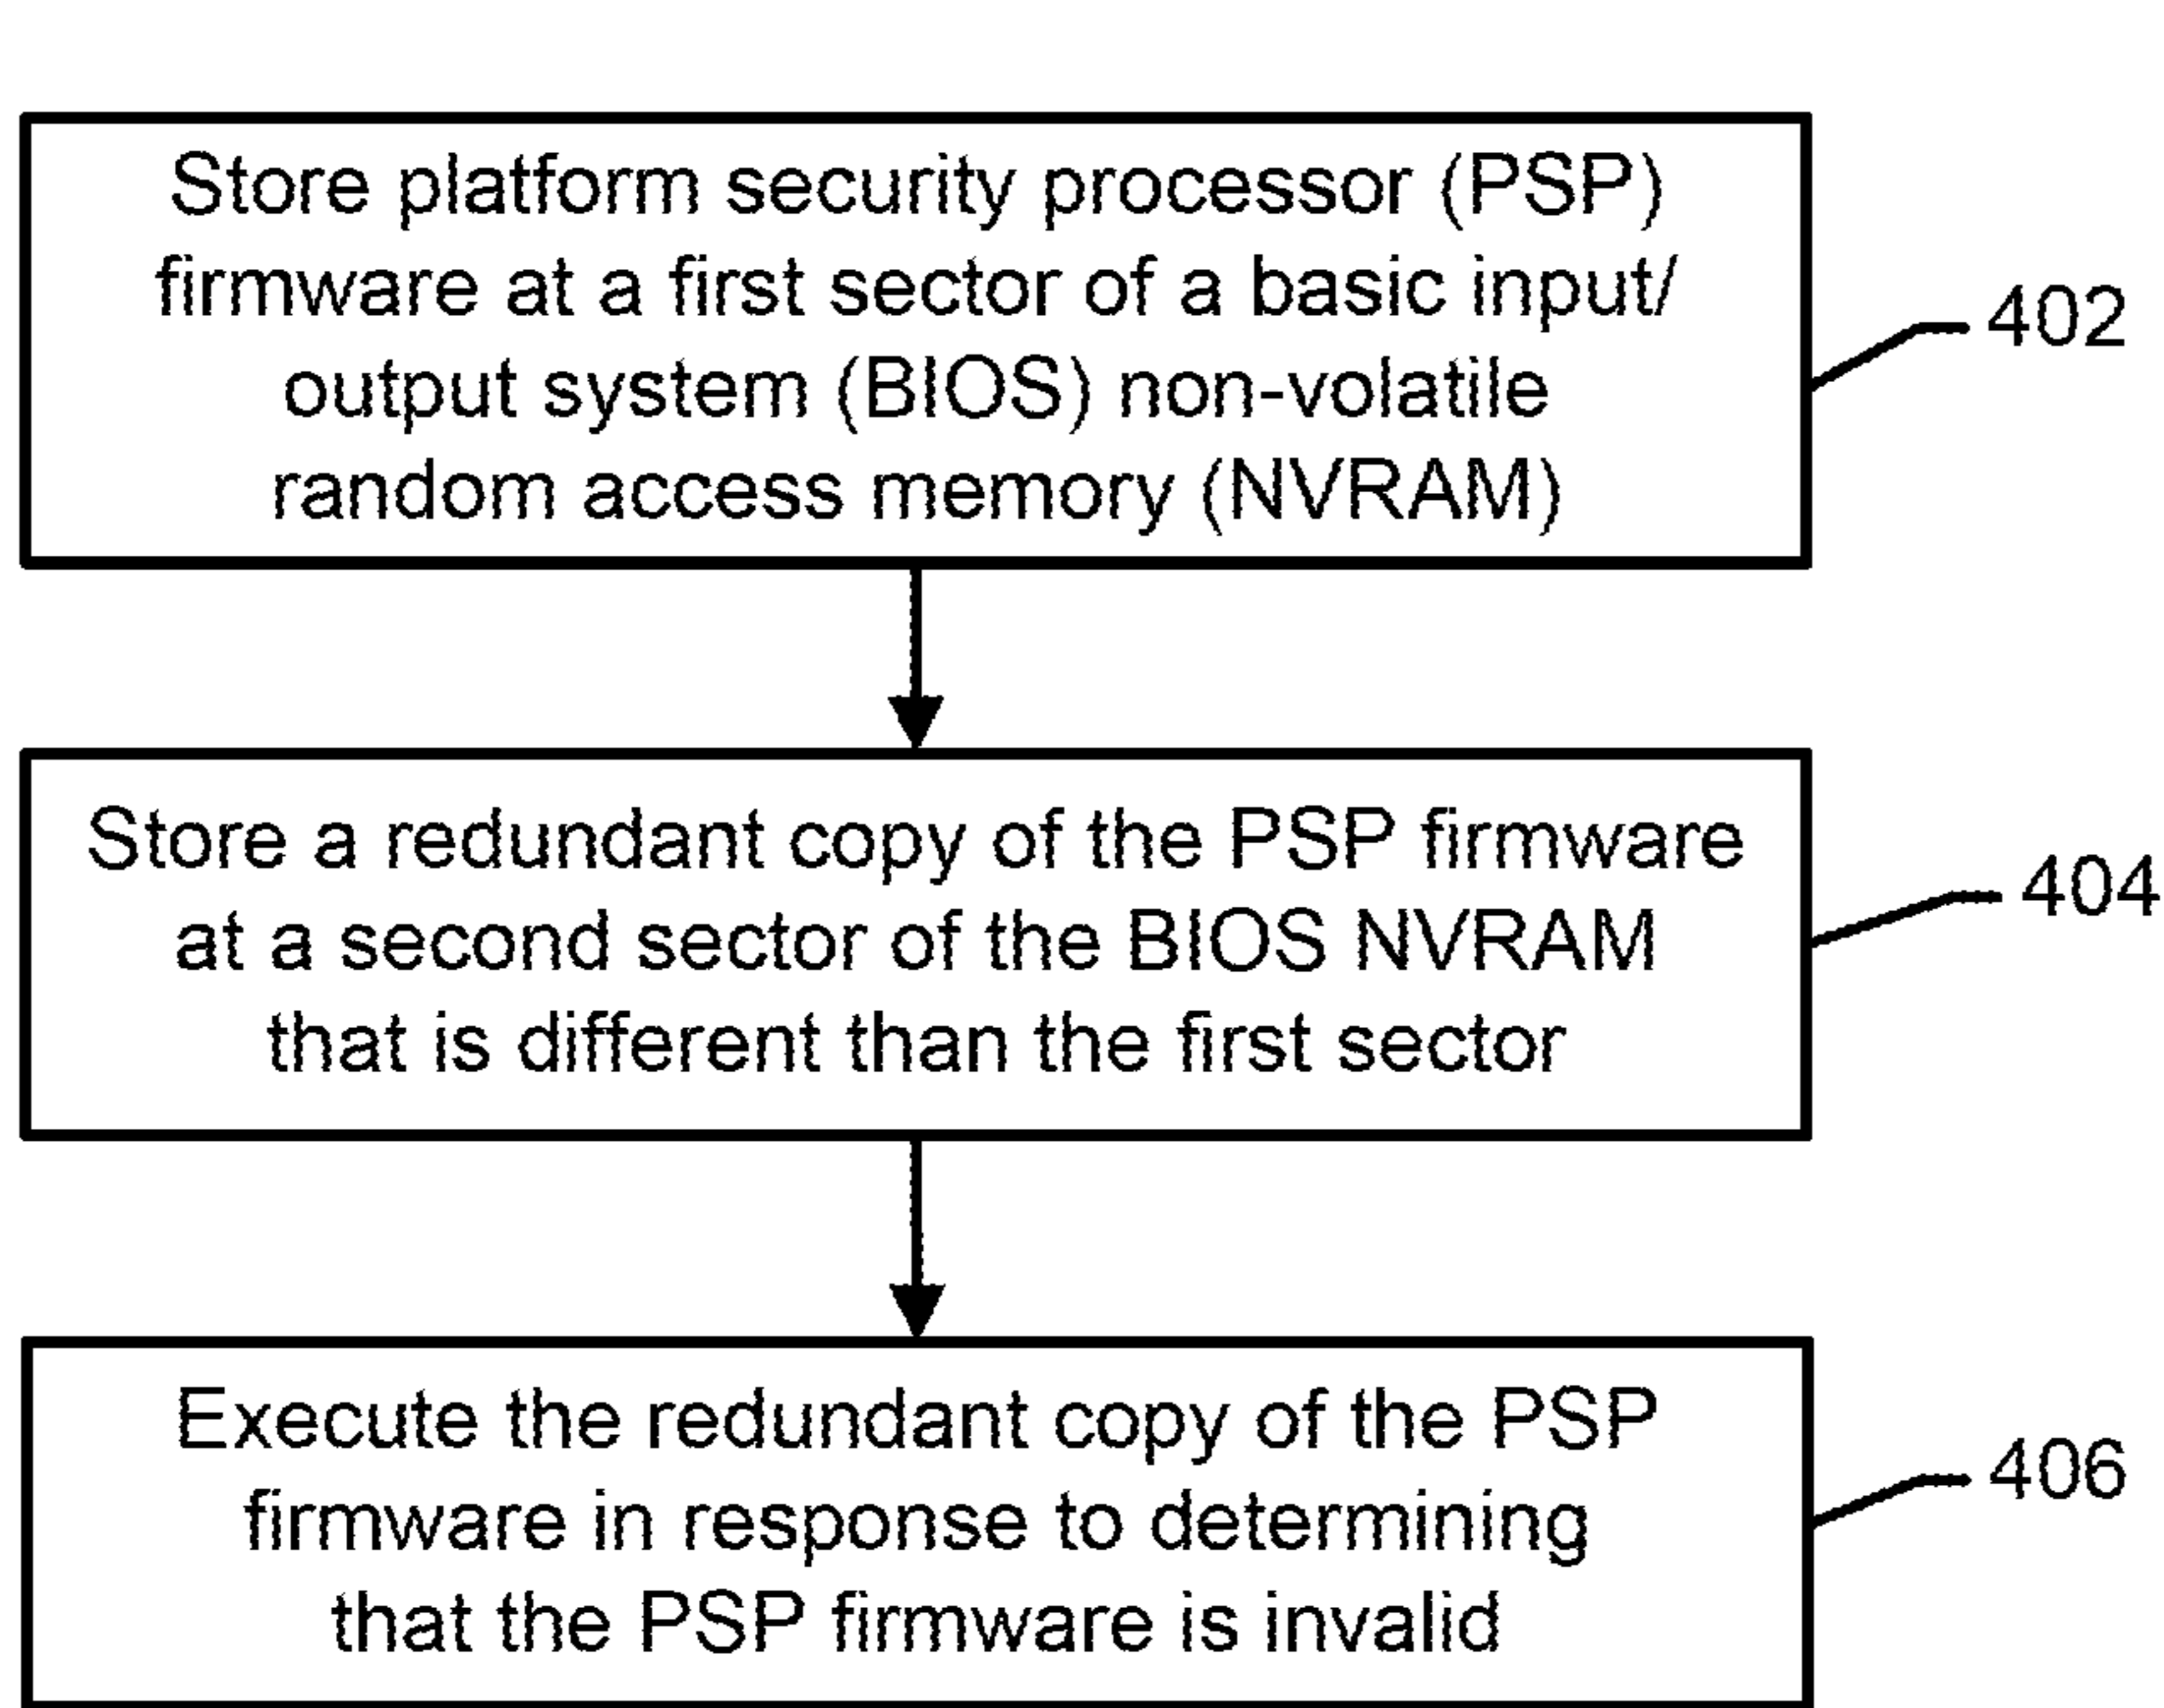 Store platform security processor (PSP)
firmware at a first sector of a basic input/
output system (BIOS) non-volatile
random access memory (NVRAM)
402
Store a redundant copy of the PSP firmware
at a second sector of the BIOS NVRAM
that is different than the first sector
404
Execute the redundant copy of the PSP
firmware in response to determining
that the PSP firmware is invalid
406